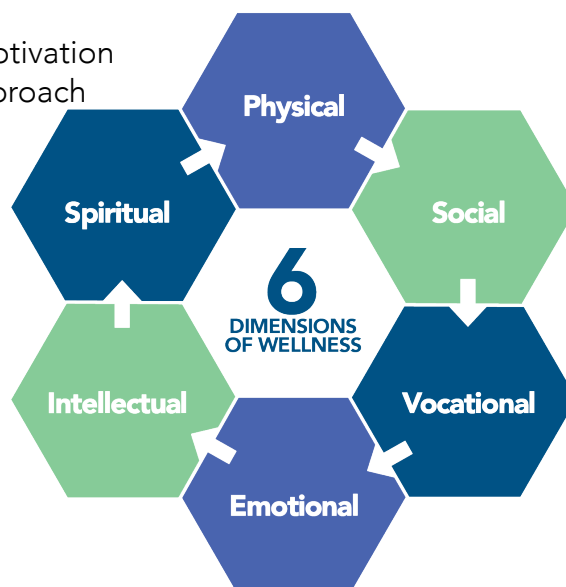 otivation
proach
Physical
Spiritual
Social
6
DIMENSIONS
OF WELLNESS
Intellectual
Vocational
Emotional